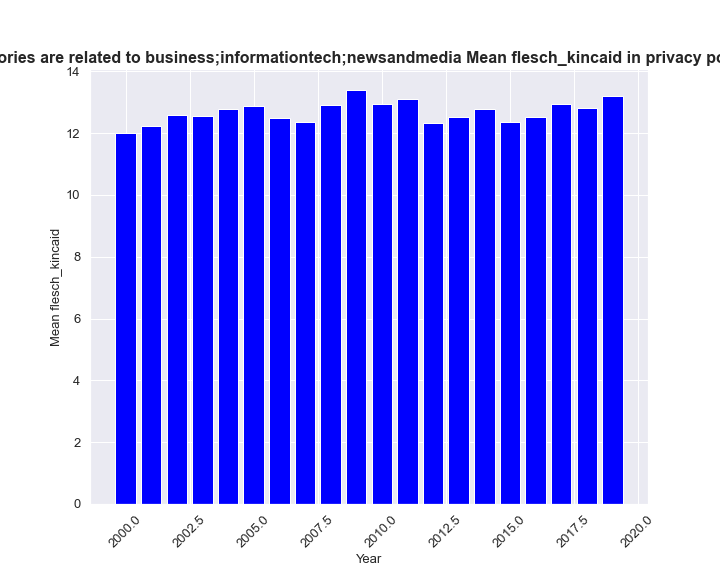 ories are related to business;informationtech;newsandmedia Mean flesch_kincaid in privacy po
14
12
10
8
6
4
2
0
Mean flesch_kincaid
2000.0 2002.5 2005.0 2007.5 2010.0 2012.5 2015.0 2017.5 2020.0
Year